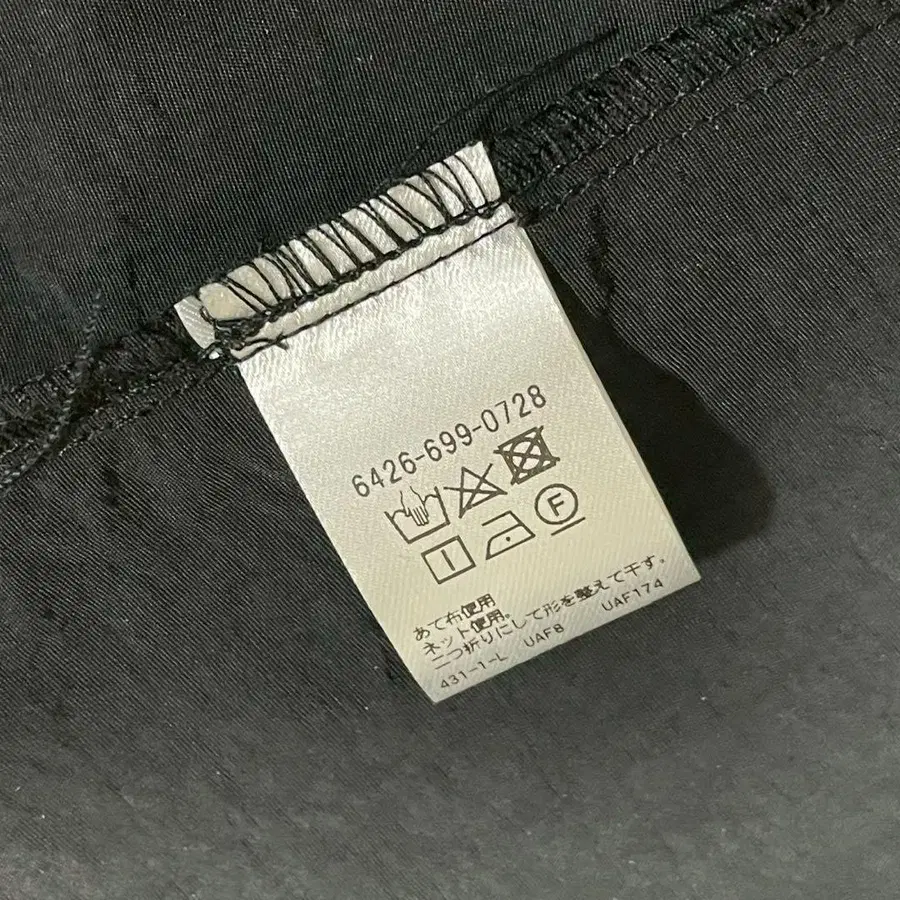 6426-699-0728
F
あて布使用
ネット使用。
二つ折りにして形を整えて干す。
431-1-L UAF8 UAF174